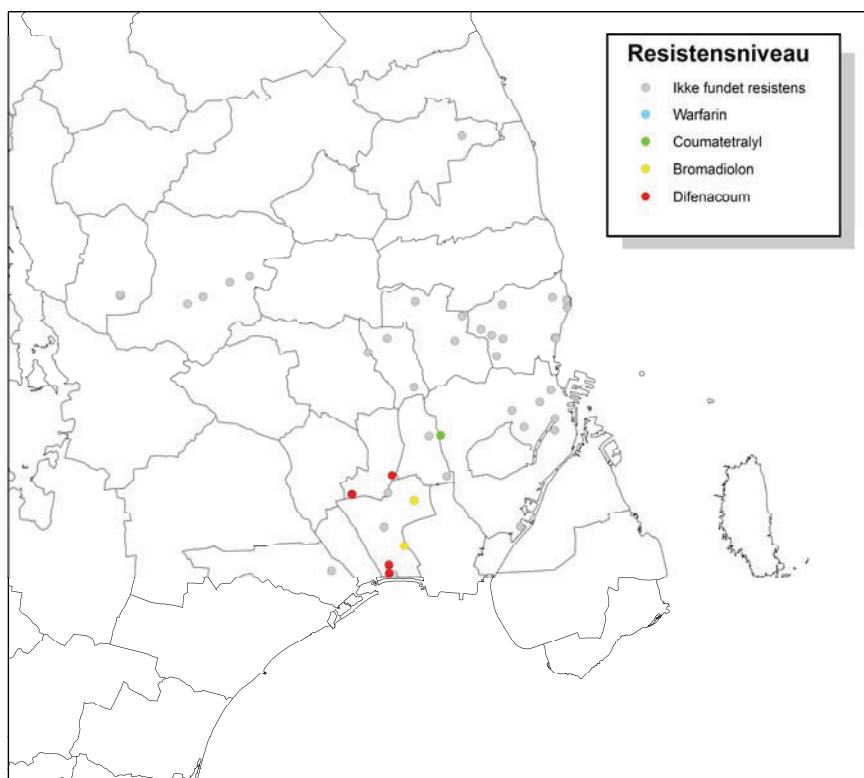 Resistensniveau
Ikke fundet resistens
Warfarin
Coumatetralyl
Bromadiolon
Difenacoum